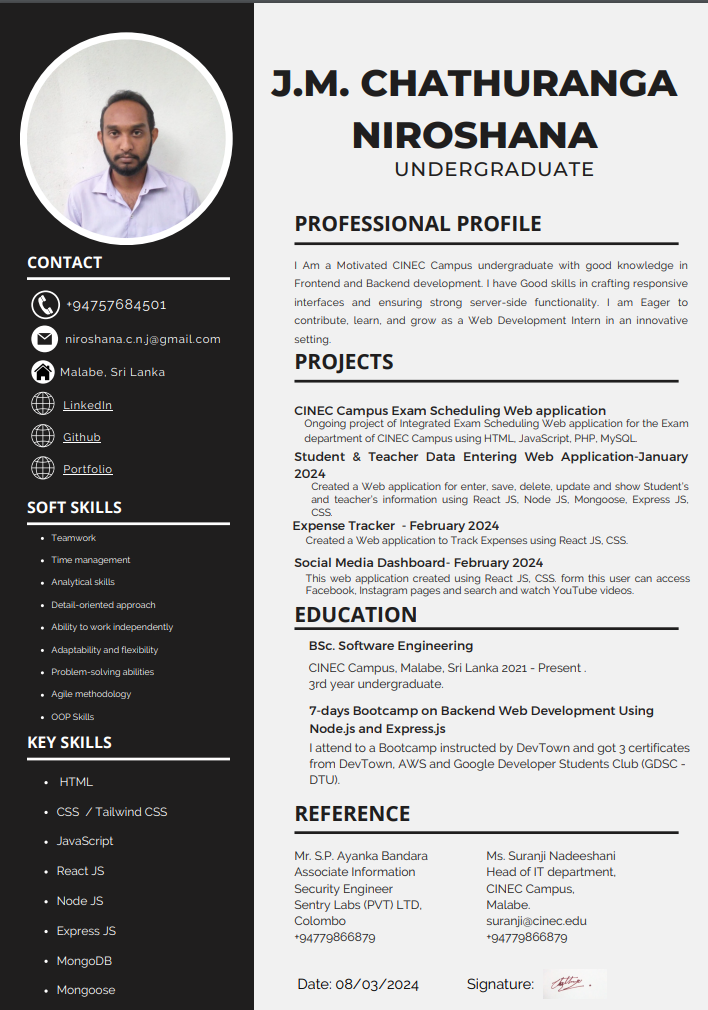 J.M. CHATHURANGA
NIROSHANA
UNDERGRADUATE
CONTACT
+94757684501
niroshana.c.n.j@gmail.com
Malabe, Sri Lanka
LinkedIn
Github
Portfolio
SOFT SKILLS
Teamwork
Time management
Analytical skills
Detail-oriented approach
Ability to work independently
Adaptability and flexibility
Problem-solving abilities
Agile methodology
OOP Skills
KEY SKILLS
HTML
CSS / Tailwind CSS
JavaScript
React JS
Node JS
Express JS
MongoDB
Mongoose
PROFESSIONAL PROFILE
I Am a Motivated CINEC Campus undergraduate with good knowledge in
Frontend and Backend development. I have Good skills in crafting responsive
interfaces and ensuring strong server-side functionality. I am Eager to
contribute, learn, and grow as a Web Development Intern in an innovative
setting.
PROJECTS
CINEC Campus Exam Scheduling Web application
Ongoing project of Integrated Exam Scheduling Web application for the Exam
department of CINEC Campus using HTML, JavaScript, PHP, MySQL.
Student & Teacher Data Entering Web Application-January
2024
Created a Web application for enter, save, delete, update and show Student's
and teacher's information using React JS, Node JS, Mongoose, Express JS,
CSS.
Expense Tracker - February 2024
Created a Web application to Track Expenses using React JS, CSS.
Social Media Dashboard- February 2024
This web application created using React JS, CSS. form this user can access
Facebook, Instagram pages and search and watch YouTube videos.
EDUCATION
BSc. Software Engineering
CINEC Campus, Malabe, Sri Lanka 2021 - Present .
3rd year undergraduate.
7-days Bootcamp on Backend Web Development Using
Node.js and Express.js
I attend to a Bootcamp instructed by DevTown and got 3 certificates
from DevTown, AWS and Google Developer Students Club (GDSC -
DTU).
REFERENCE
Mr. S.P. Ayanka Bandara
Associate Information
Security Engineer
Sentry Labs (PVT) LTD,
Colombo
+94779866879
Ms. Suranji Nadeeshani
Head of IT department,
CINEC Campus,
Malabe.
suranji@cinec.edu
+94779866879
Date: 08/03/2024
Signature: